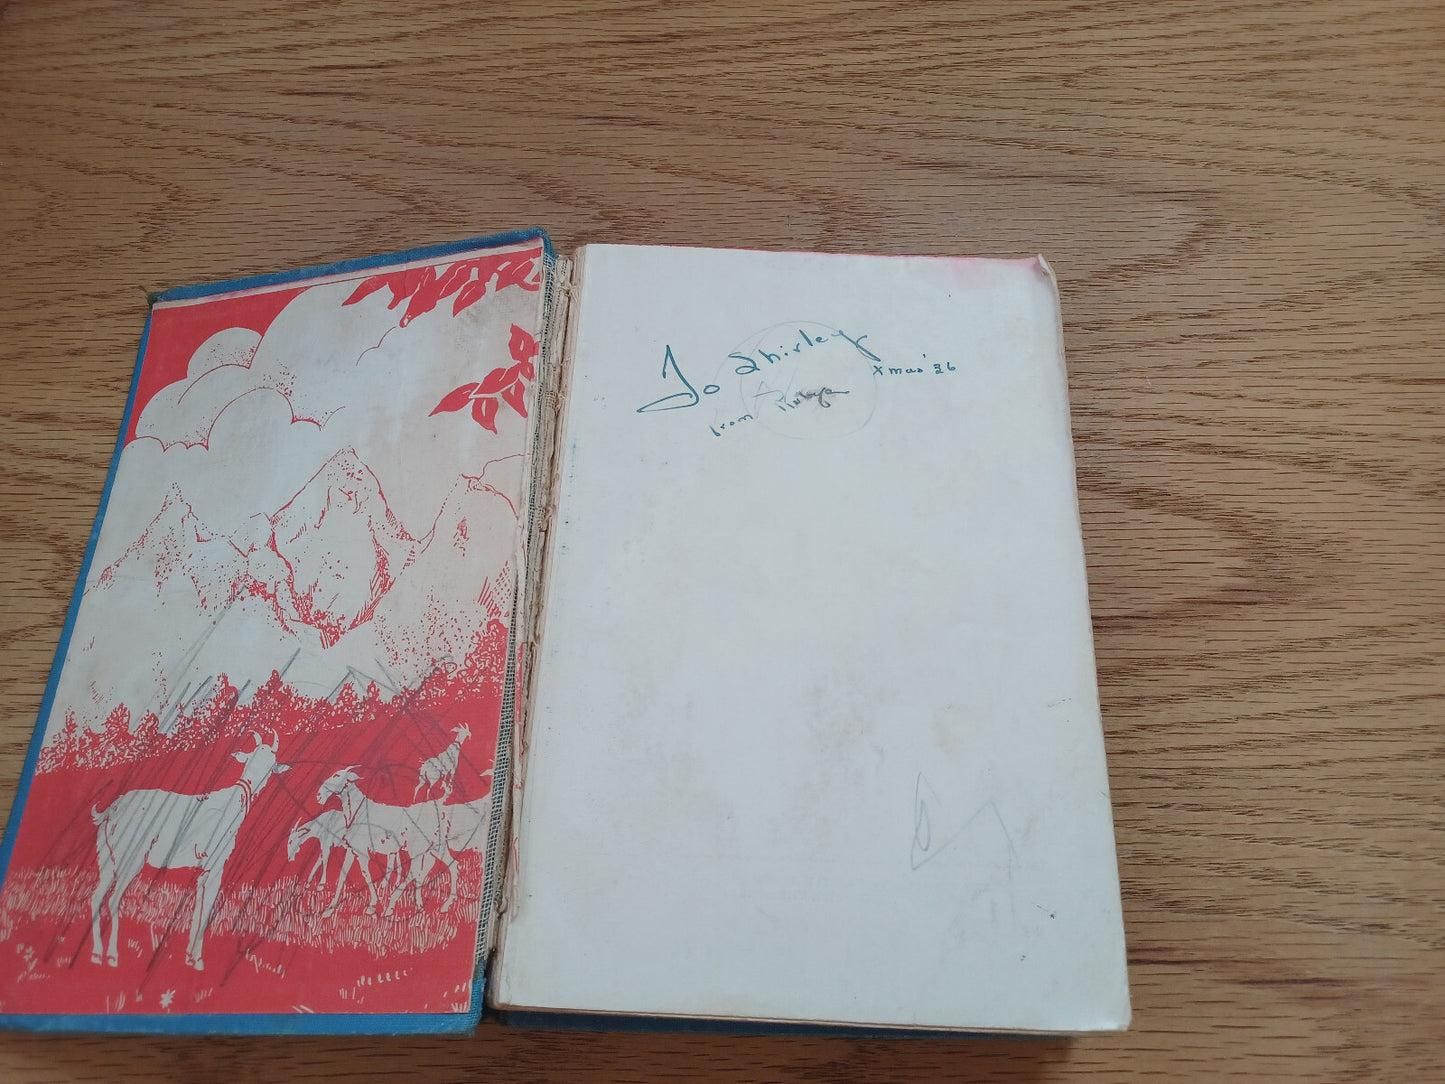 To Shirley
Xmas '36
from